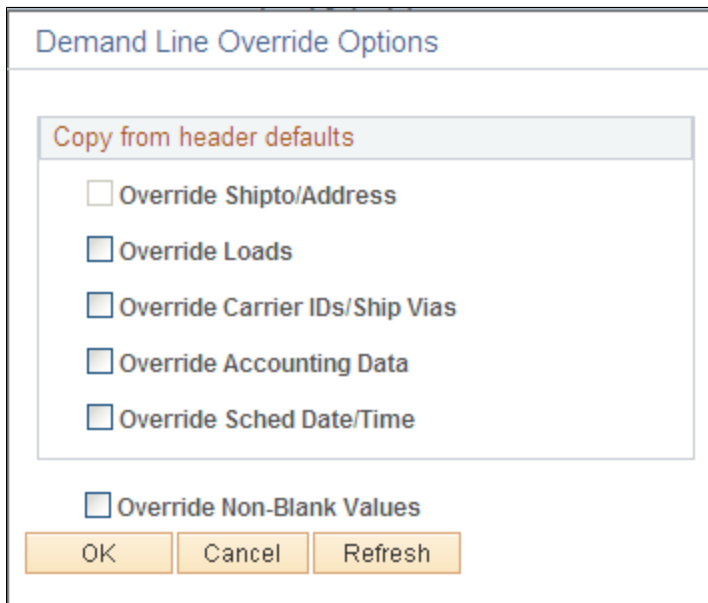 Demand Line Override Options
Copy from header defaults
Override Shipto/Address
Override Loads
Override Carrier IDs/Ship Vias
Override Accounting Data
Override Sched Date/Time
Override Non-Blank Values
OK Cancel Refresh